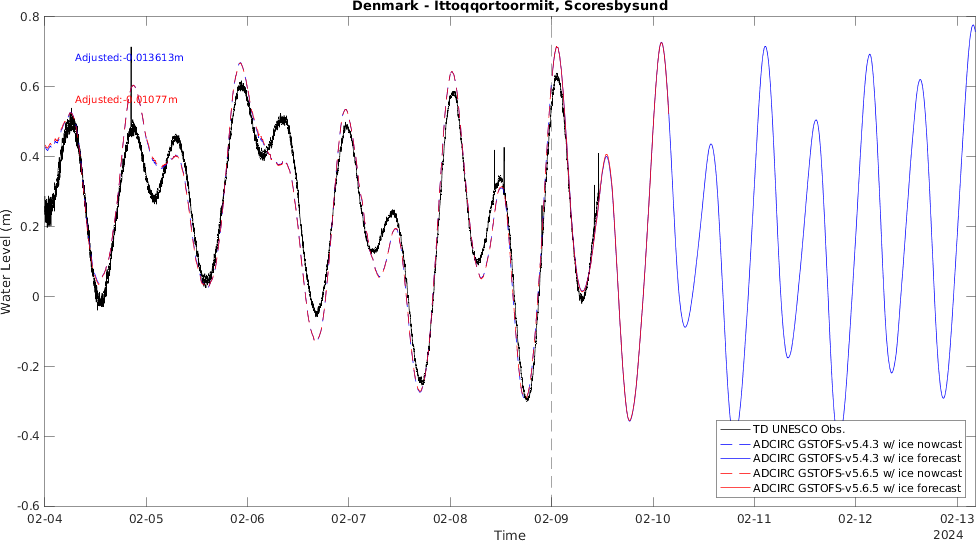 Denmark - Ittoqqortoormiit, Scoresbysund
0.8
0.6
0.4
0.2
0
-0.2
-0.4
-0.6
Water Level (m)
Adjusted:-0.013613m
Adjusted:-0.01077m
TD UNESCO Obs.
ADCIRC GSTOFS-v5.4.3 w/ ice nowcast
ADCIRC GSTOFS-v5.4.3 w/ ice forecast
ADCIRC GSTOFS-v5.6.5 w/ ice nowcast
ADCIRC GSTOFS-v5.6.5 w/ ice forecast
02-04 02-05 02-06 02-07 02-08 02-09 02-10 02-11 02-12 02-13
Time
2024